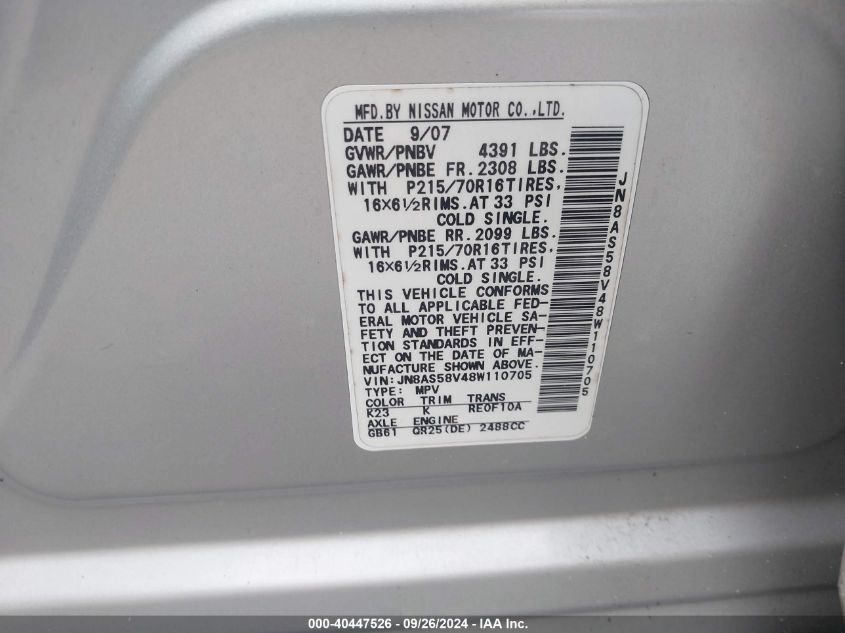 MFD.BY NISSAN MOTOR CO.,LTD.
DATE 9/07
GVWR/PNBV 4391 LBS.
GAWR/PNBE FR.2308 LBS.
WITH P215/70R16TIRES,
16X6½RIMS.AT 33 PSI
COLD SINGLE.
GAWR/PNBE RR.2099 LBS.
WITH P215/70R16TIRES,
16X6½RIMS.AT 33 PSI
COLD SINGLE.
THIS VEHICLE CONFORMS
TO ALL APPLICABLE FED-
ERAL MOTOR VEHICLE SA-
FETY AND THEFT PREVEN-
TION STANDARDS IN EFF-
ECT ON THE DATE OF MA-
NUFACTURE SHOWN ABOVE.
VIN:JN8AS58V48W110705
TYPE: MPV
COLOR TRIM TRANS
K23 K RE0F10A
AXLE ENGINE
GB61 QR25(DE) 2488CC
JN8AS58V48W110705
000-40447526 - 09/26/2024 - IAA Inc.